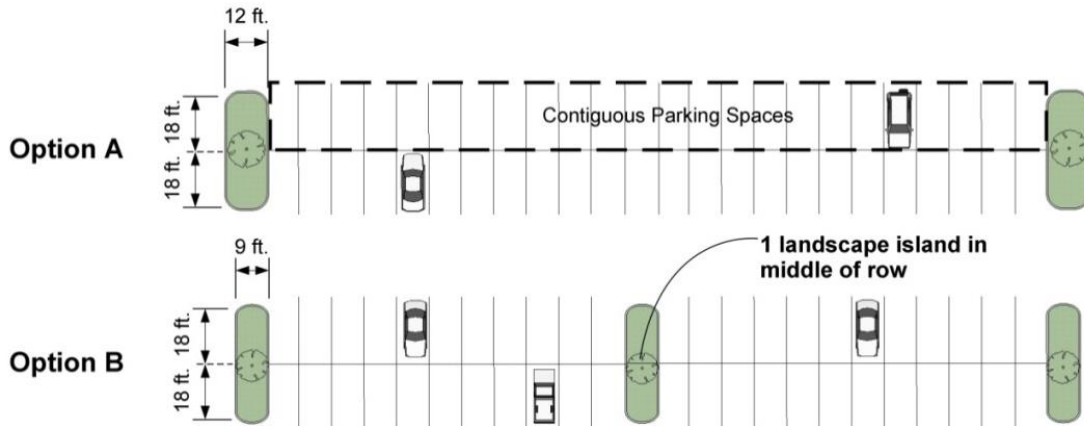 12 ft.
Option A
18 ft.
18 ft.
Contiguous Parking Spaces
9 ft.
1 landscape island in
middle of row
Option B
18 ft.
18 ft.